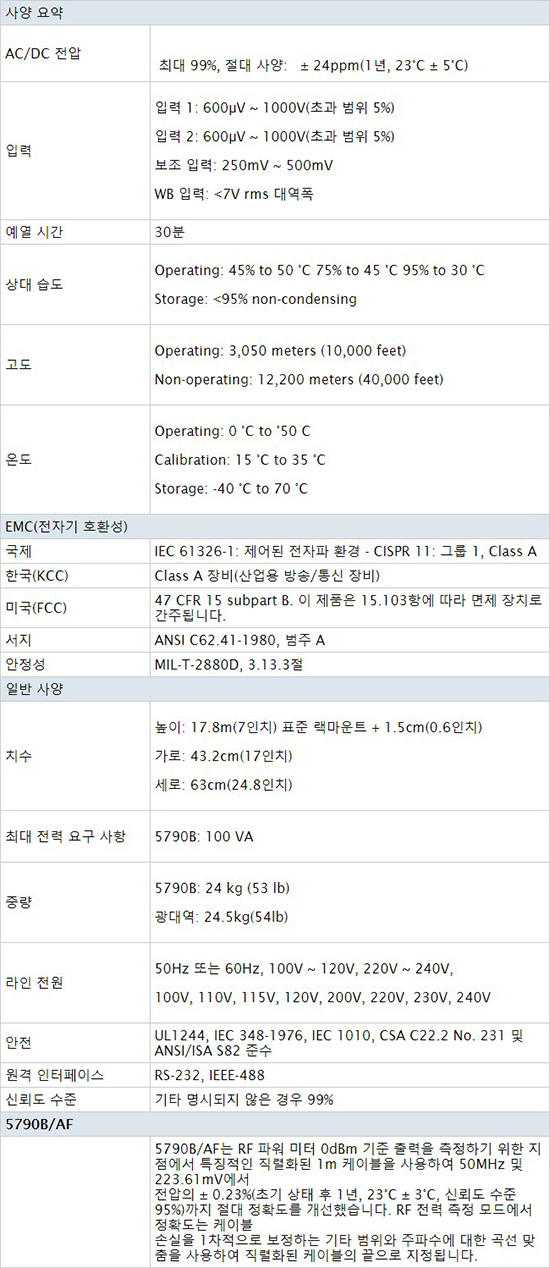 사양 요약
AC/DC 전압
최대 99%, 절대 사양: ± 24ppm(1년, 23˚C ± 5˚C)
입력
입력 1: 600μV ~ 1000V(초과 범위 5%)
입력 2: 600μV ~ 1000V(초과 범위 5%)
보조 입력: 250mV ~ 500mV
WB 입력: <7V rms 대역폭
예열 시간
30분
상대 습도
Operating: 45% to 50 ˚C 75% to 45 ˚C 95% to 30 ˚C
Storage: <95% non-condensing
고도
Operating: 3,050 meters (10,000 feet)
Non-operating: 12,200 meters (40,000 feet)
온도
Operating: 0 ˚C to ˚50 C
Calibration: 15 ˚C to 35 ˚C
Storage: -40 ˚C to 70 ˚C
EMC(전자기 호환성)
국제
IEC 61326-1: 제어된 전자파 환경 - CISPR 11: 그룹 1, Class A
한국(KCC)
Class A 장비(산업용 방송/통신 장비)
미국(FCC)
47 CFR 15 subpart B. 이 제품은 15.103항에 따라 면제 장치로
간주됩니다.
서지
ANSI C62.41-1980, 범주 A
안정성
MIL-T-2880D, 3.13.3절
일반 사양
치수
높이: 17.8m(7인치) 표준 랙마운트 + 1.5cm(0.6인치)
가로: 43.2cm(17인치)
세로: 63cm(24.8인치)
최대 전력 요구 사항
5790B: 100 VA
중량
5790B: 24 kg (53 lb)
광대역: 24.5kg(54lb)
라인 전원
50Hz 또는 60Hz, 100V ~ 120V, 220V ~ 240V,
100V, 110V, 115V, 120V, 200V, 220V, 230V, 240V
안전
UL1244, IEC 348-1976, IEC 1010, CSA C22.2 No. 231 및
ANSI/ISA S82 준수
원격 인터페이스
RS-232, IEEE-488
신뢰도 수준
기타 명시되지 않은 경우 99%
5790B/AF
5790B/AF는 RF 파워 미터 0dBm 기준 출력을 측정하기 위한 지
점에서 특징적인 직렬화된 1m 케이블을 사용하여 50MHz 및
223.61mV에서
전압의 ± 0.23%(초기 상태 후 1년, 23˚C ± 3˚C, 신뢰도 수준
95%)까지 절대 정확도를 개선했습니다. RF 전력 측정 모드에서
정확도는 케이블
손실을 1차적으로 보정하는 기타 범위와 주파수에 대한 곡선 맞
춤을 사용하여 직렬화된 케이블의 끝으로 지정됩니다.